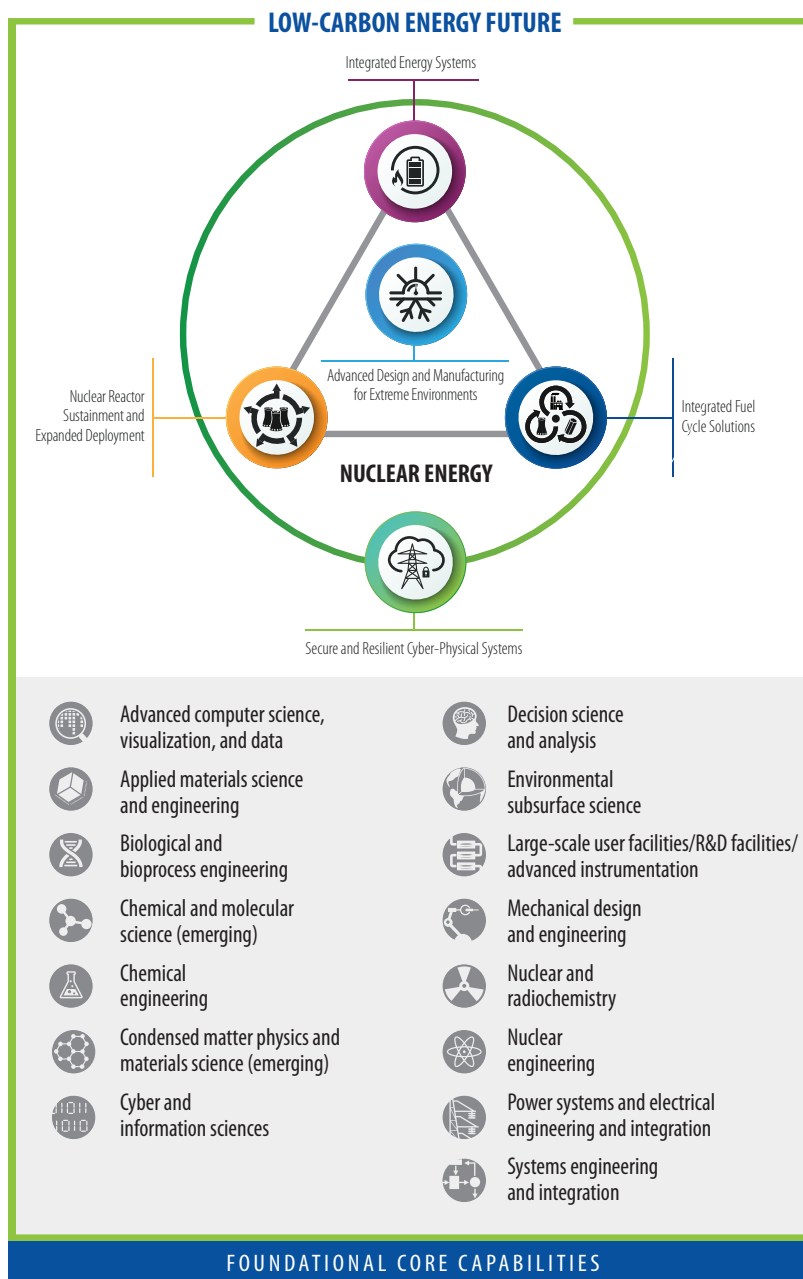 LOW-CARBON ENERGY FUTURE
Integrated Energy Systems
Advanced Design and Manufacturing
for Extreme Environments
Nuclear Reactor
Sustainment and
Expanded Deployment
Integrated Fuel
Cycle Solutions
NUCLEAR ENERGY
Secure and Resilient Cyber-Physical Systems
Advanced computer science,
visualization, and data
Applied materials science
and engineering
Biological and
bioprocess engineering
Chemical and molecular
science (emerging)
Chemical
engineering
Condensed matter physics and
materials science (emerging)
01011
1010
Cyber and
information sciences
Decision science
and analysis
Environmental
subsurface science
Large-scale user facilities/R&D facilities/
advanced instrumentation
Mechanical design
and engineering
Nuclear and
radiochemistry
Nuclear
engineering
Power systems and electrical
engineering and integration
Systems engineering
and integration
FOUNDATIONAL CORE CAPABILITIES